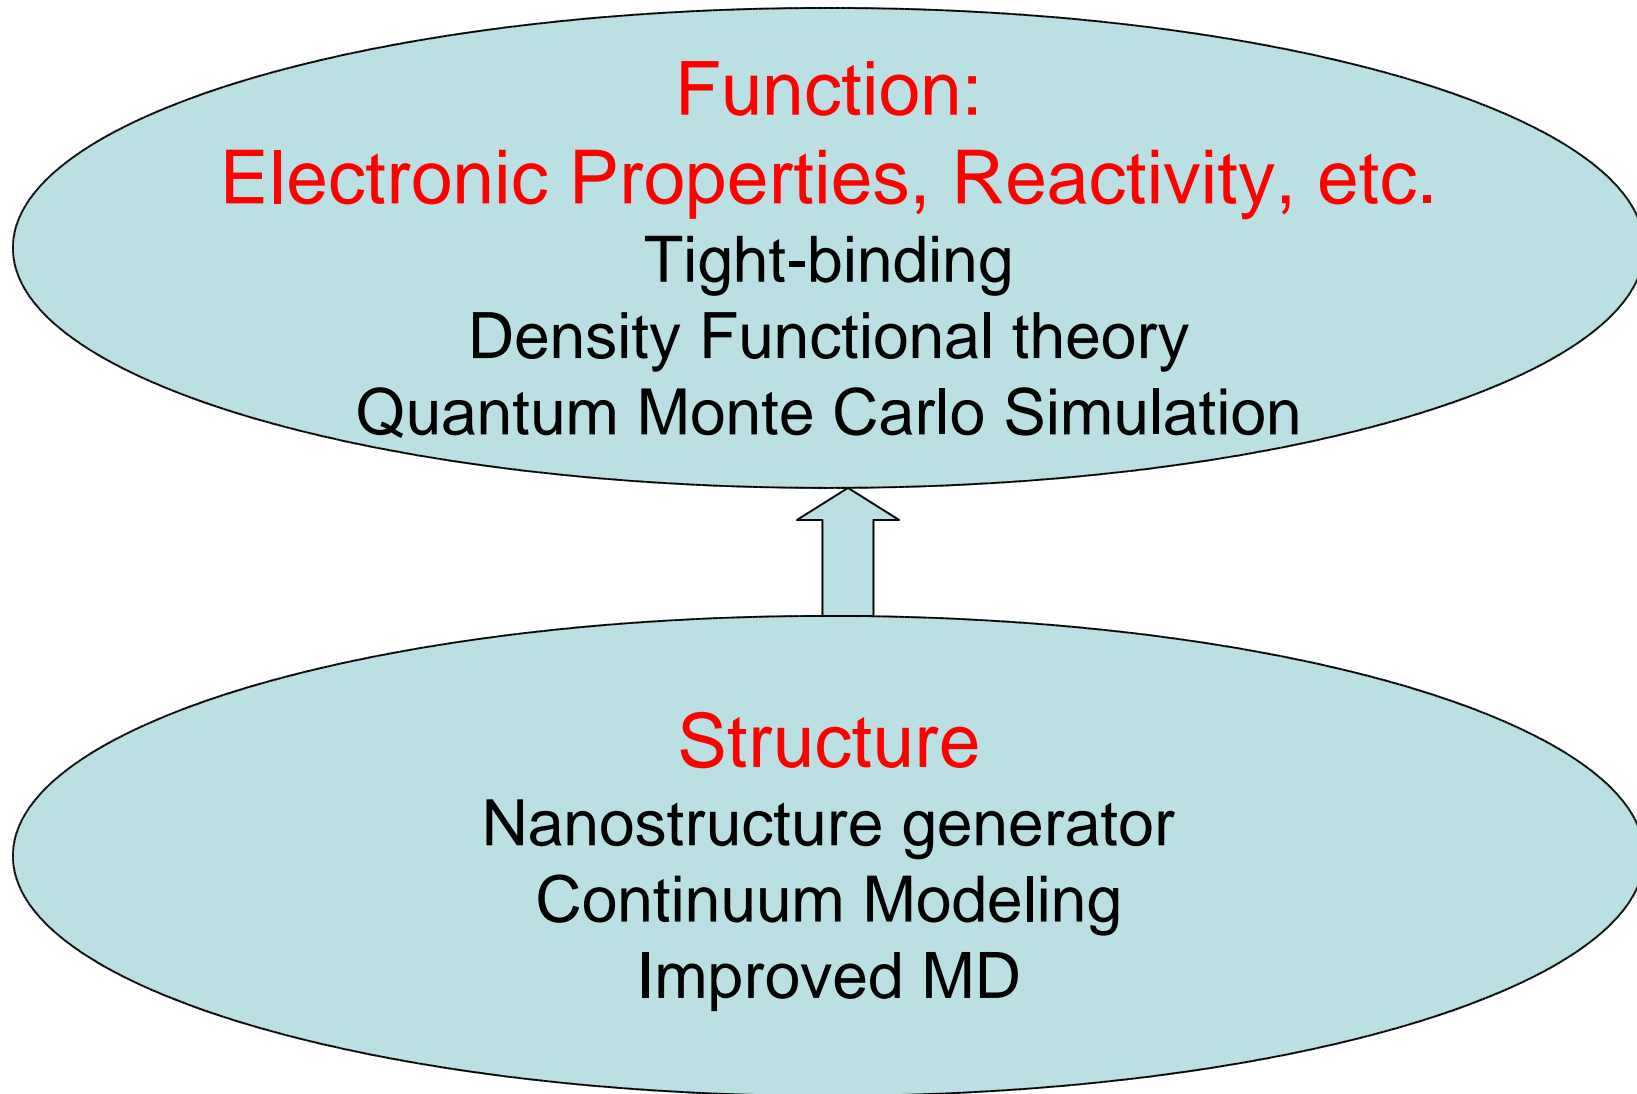 Function:
Electronic Properties, Reactivity, etc.
Tight-binding
Density Functional theory
Quantum Monte Carlo Simulation
Structure
Nanostructure generator
Continuum Modeling
Improved MD